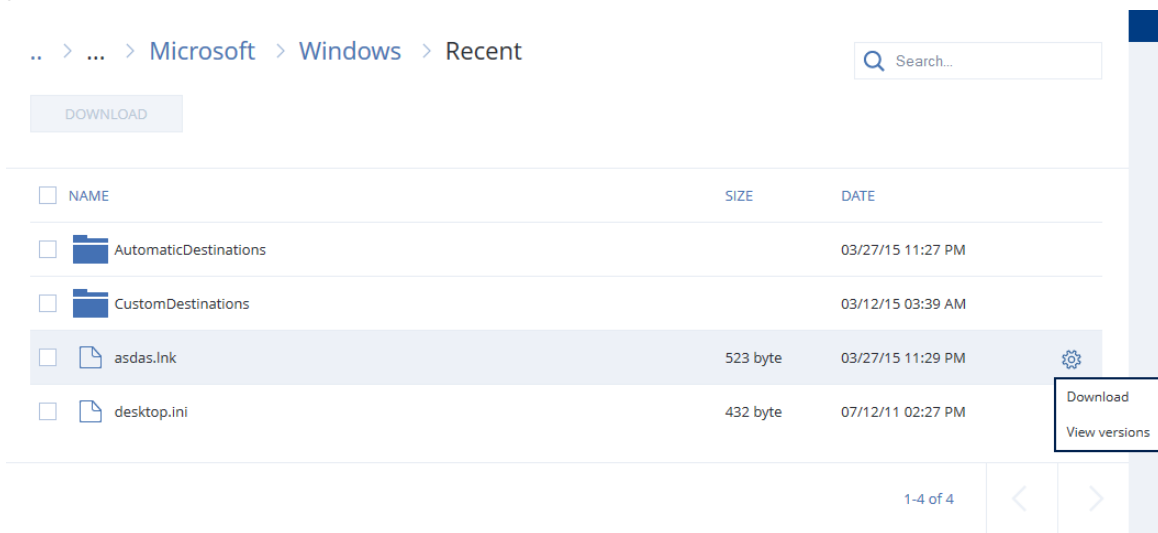 .. > ... > Microsoft > Windows > Recent
Search...
DOWNLOAD
NAME SIZE DATE
AutomaticDestinations 03/27/15 11:27 PM
CustomDestinations 03/12/15 03:39 AM
asdas.lnk 523 byte 03/27/15 11:29 PM
Download
desktop.ini 432 byte 07/12/11 02:27 PM
View versions
1-4 of 4 < >